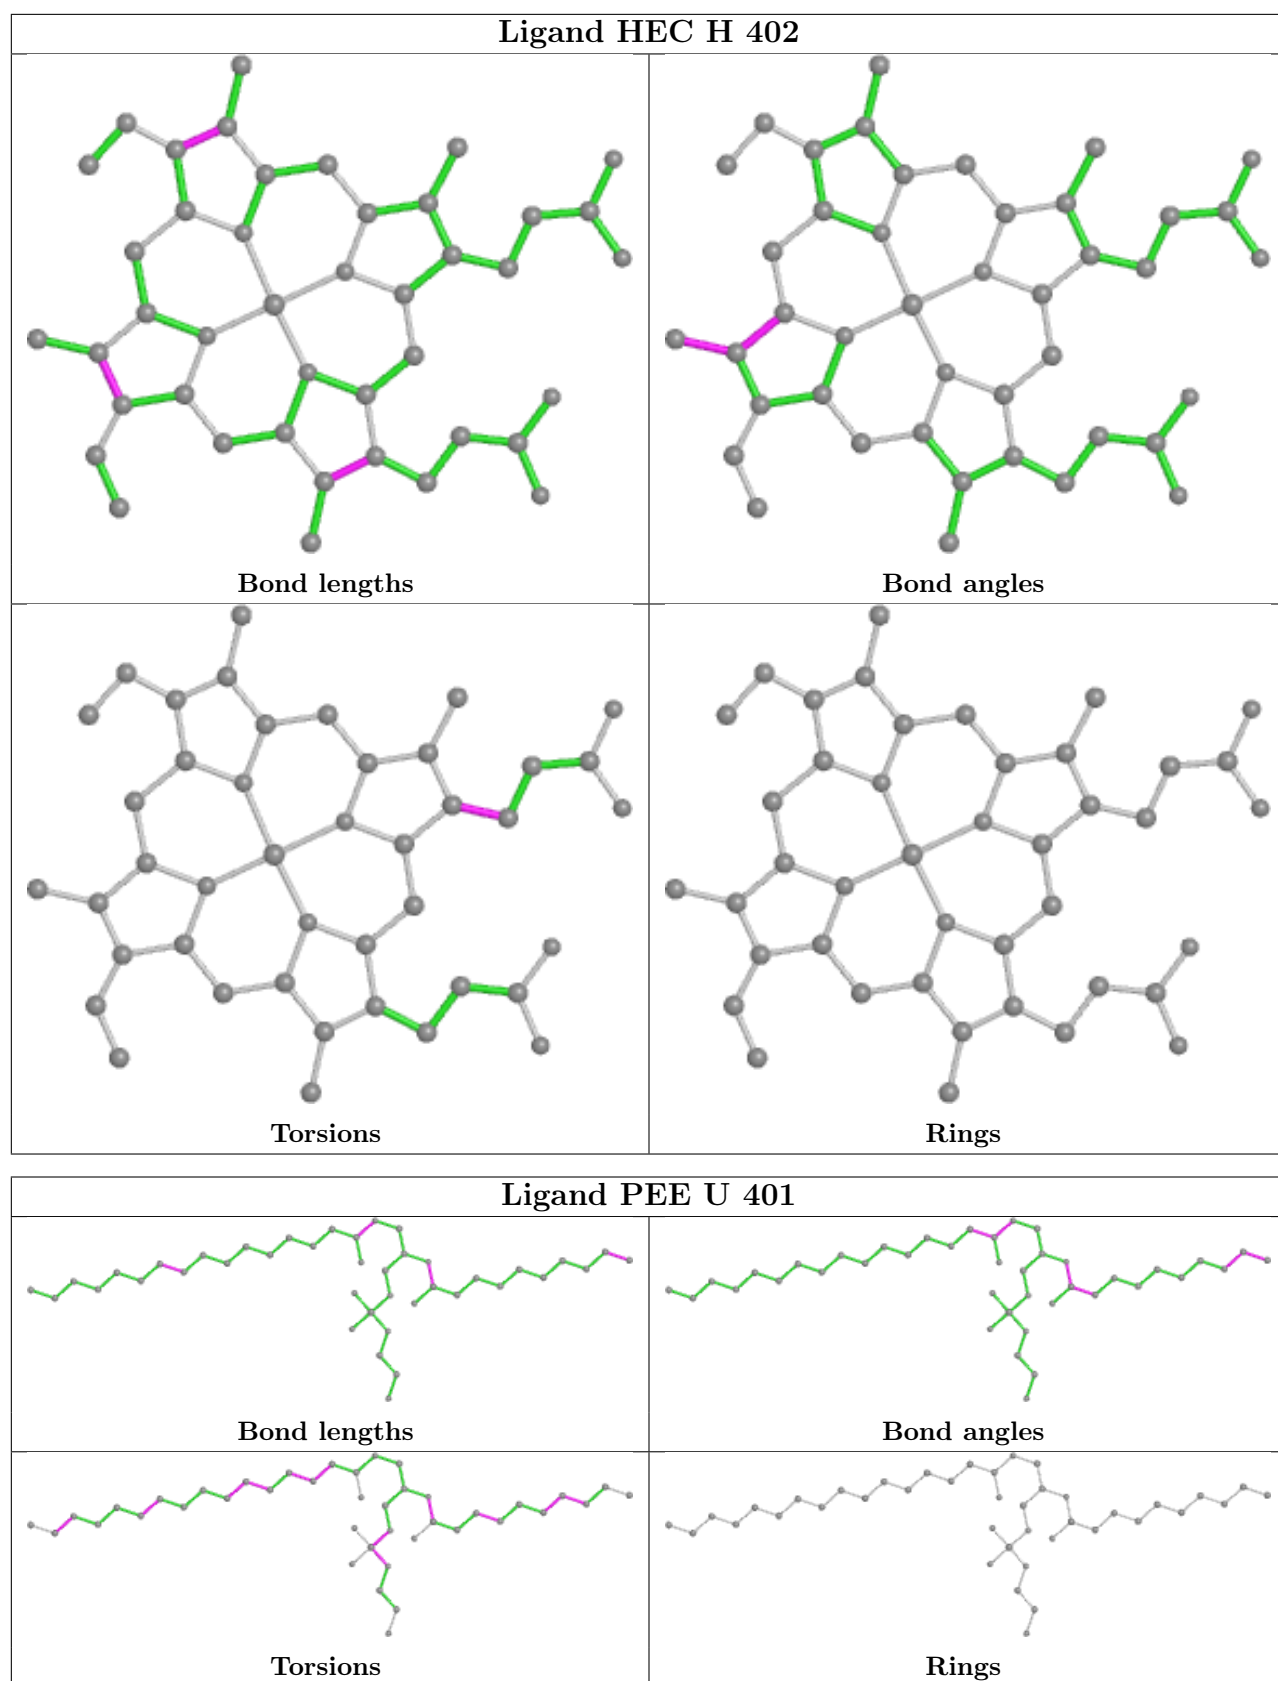 Ligand HEC H 402
Bond lengths
Bond angles
Torsions
Rings
Ligand PEE U 401
Bond lengths
Bond angles
Torsions
Rings